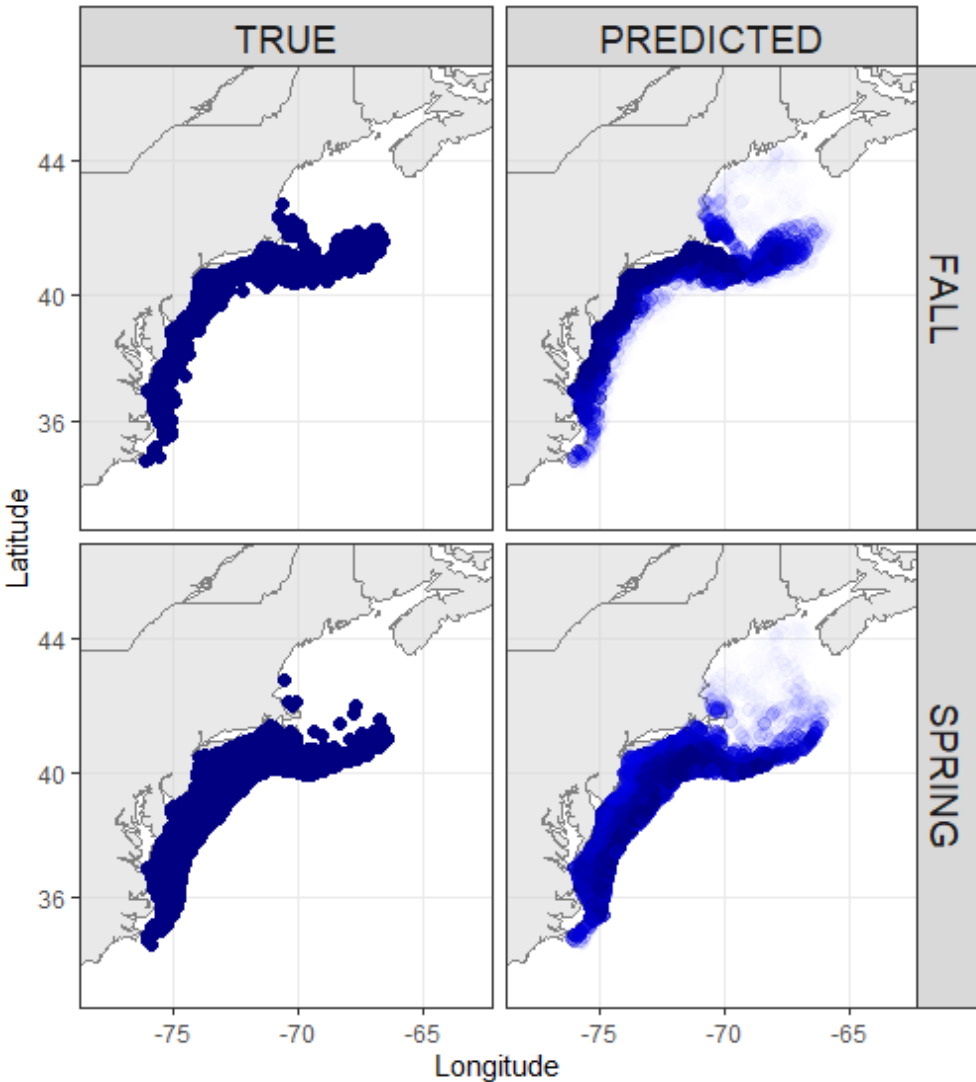 TRUE PREDICTED
44
40
36
FALL
Latitude
44
40
36
SPRING
-75 -70 -65 -75 -70 -65
Longitude